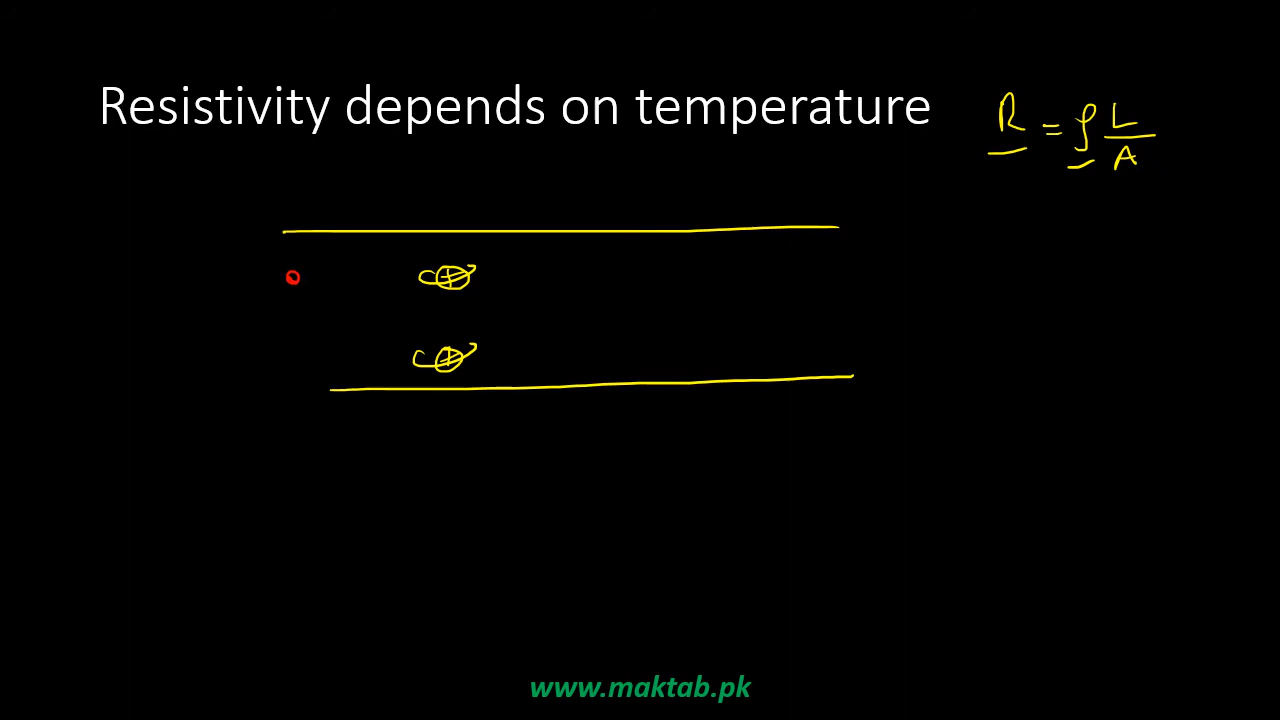 Resistivity depends on temperature
R = ρ L/A
+
+
www.maktab.pk